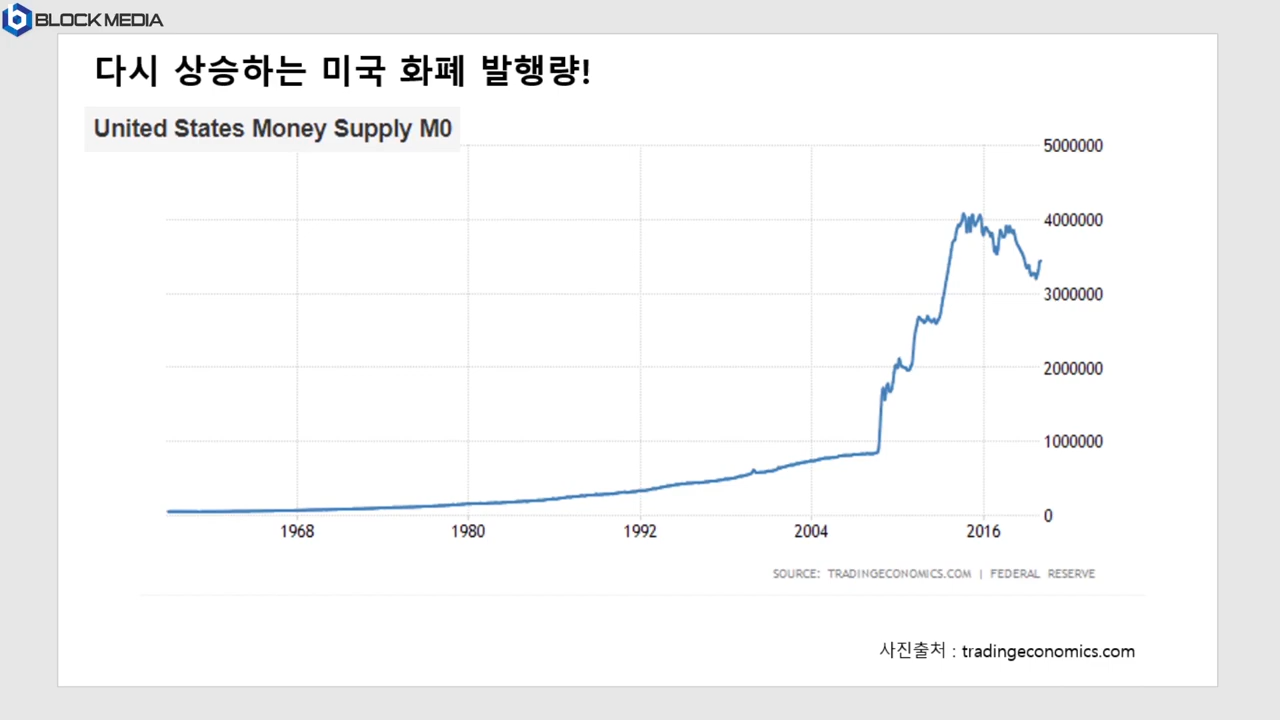 BLOCK MEDIA
다시 상승하는 미국 화폐 발행량!
United States Money Supply M0
5000000
4000000
3000000
2000000
1000000
0
1968 1980 1992 2004 2016
SOURCE: TRADINGECONOMICS.COM | FEDERAL RESERVE
사진출처 : tradingeconomics.com